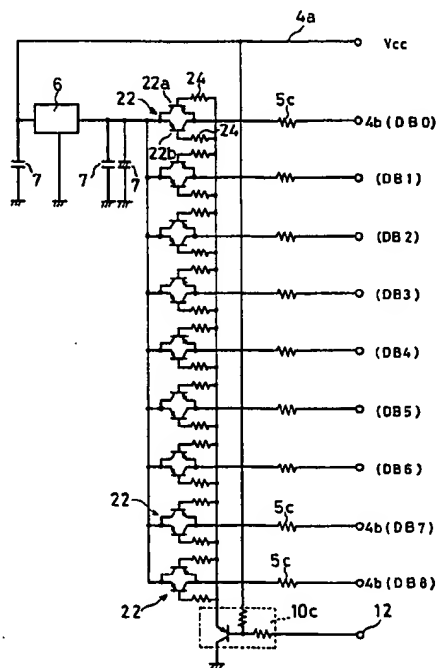 4a
Vcc
6
22a
24
22
5c
4b(DB0)
22b
24
7
7
7
(DB1)
(DB2)
(DB3)
(DB4)
(DB5)
(DB6)
22
5c
4b(DB7)
5c
4b(DB8)
22
10c
12